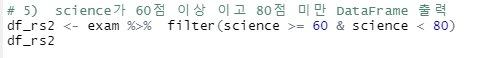 # 5)  science가 60점 이상 이고 80점 미만 DataFrame 출력
df_rs2 <- exam %>%  filter(science >= 60 & science < 80)
df_rs2